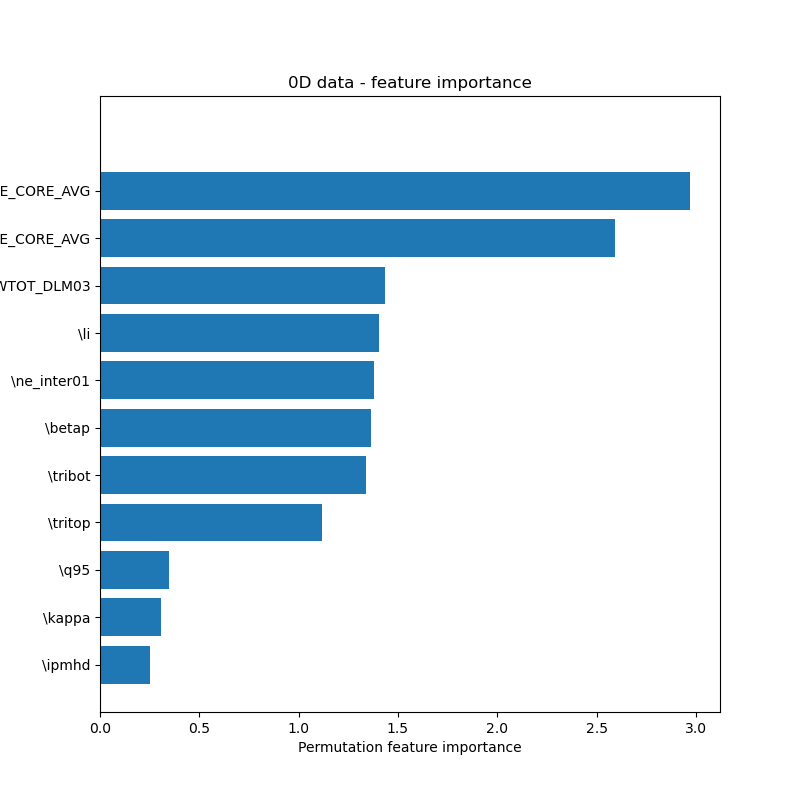 0D data - feature importance
E_CORE_AVG
E_CORE_AVG
WTOT_DLM03
\li
\ne_inter01
\betap
\tribot
\tritop
\q95
\kappa
\ipmhd
0.0 0.5 1.0 1.5 2.0 2.5 3.0
Permutation feature importance